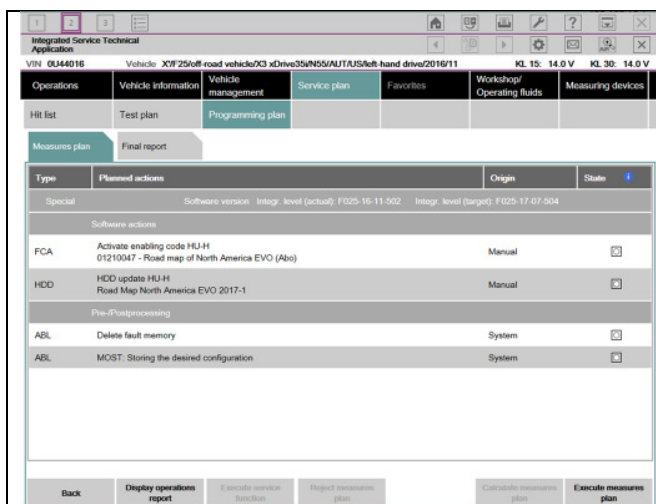 1 2 3
Integrated Service Technical
Application
VIN 0U44016 Vehicle X'/F25/off-road vehicle/X3 xDrive35i/N55/AUT/US/left-hand drive/2016/11 KL 15: 14.0 V KL 30: 14.0 V
Operations Vehicle information Vehicle management Service plan Favorites Workshop/ Operating fluids Measuring devices
Hit list Test plan Programming plan
Measures plan Final report
Type Planned actions Origin State i
Special Software version Integr. level (actual): F025-16-11-502 Integr. level (target): F025-17-07-504
Software actions
FCA Activate enabling code HU-H Manual
01210047 - Road map of North America EVO (Abo)
HDD HDD update HU-H Manual
Road Map North America EVO 2017-1
Pre-/Postprocessing
ABL Delete fault memory System
ABL MOST: Storing the desired configuration System
Back Display operations report Execute service function Reject measures plan Calculate measures plan Execute measures plan